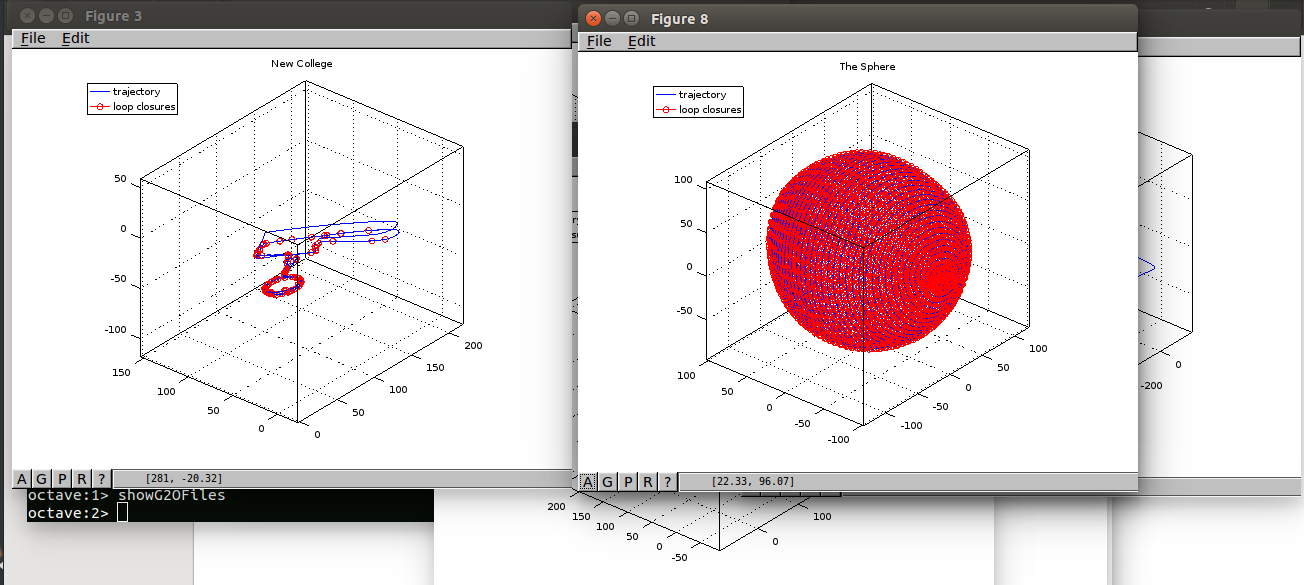 Figure 3
File Edit
New College
trajectory
loop closures
50
0
-50
-100
150
100
50
0
0
50
100
150
200
A G P R ? [281, -20.32]
octave:1> showG2OFiles
octave:2>
Figure 8
File Edit
The Sphere
trajectory
loop closures
100
50
0
-50
100
50
0
-50
-100
-100
-50
0
50
100
A G P R ? [22.33, 96.07]
200
150
100
50
0
-50
0
100
0
-200